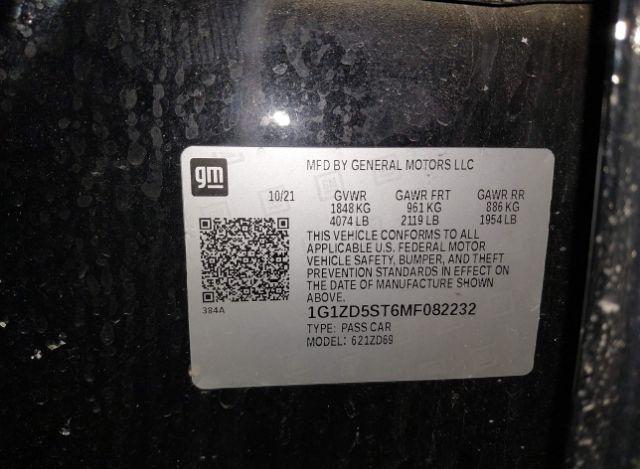 gm
MFD BY GENERAL MOTORS LLC
10/21 GVWR GAWR FRT GAWR RR
1848 KG 961 KG 886 KG
4074 LB 2119 LB 1954 LB
THIS VEHICLE CONFORMS TO ALL
APPLICABLE U.S. FEDERAL MOTOR
VEHICLE SAFETY, BUMPER, AND THEFT
PREVENTION STANDARDS IN EFFECT ON
THE DATE OF MANUFACTURE SHOWN
ABOVE.
384A
1G1ZD5ST6MF082232
TYPE: PASS CAR
MODEL: 621ZD69